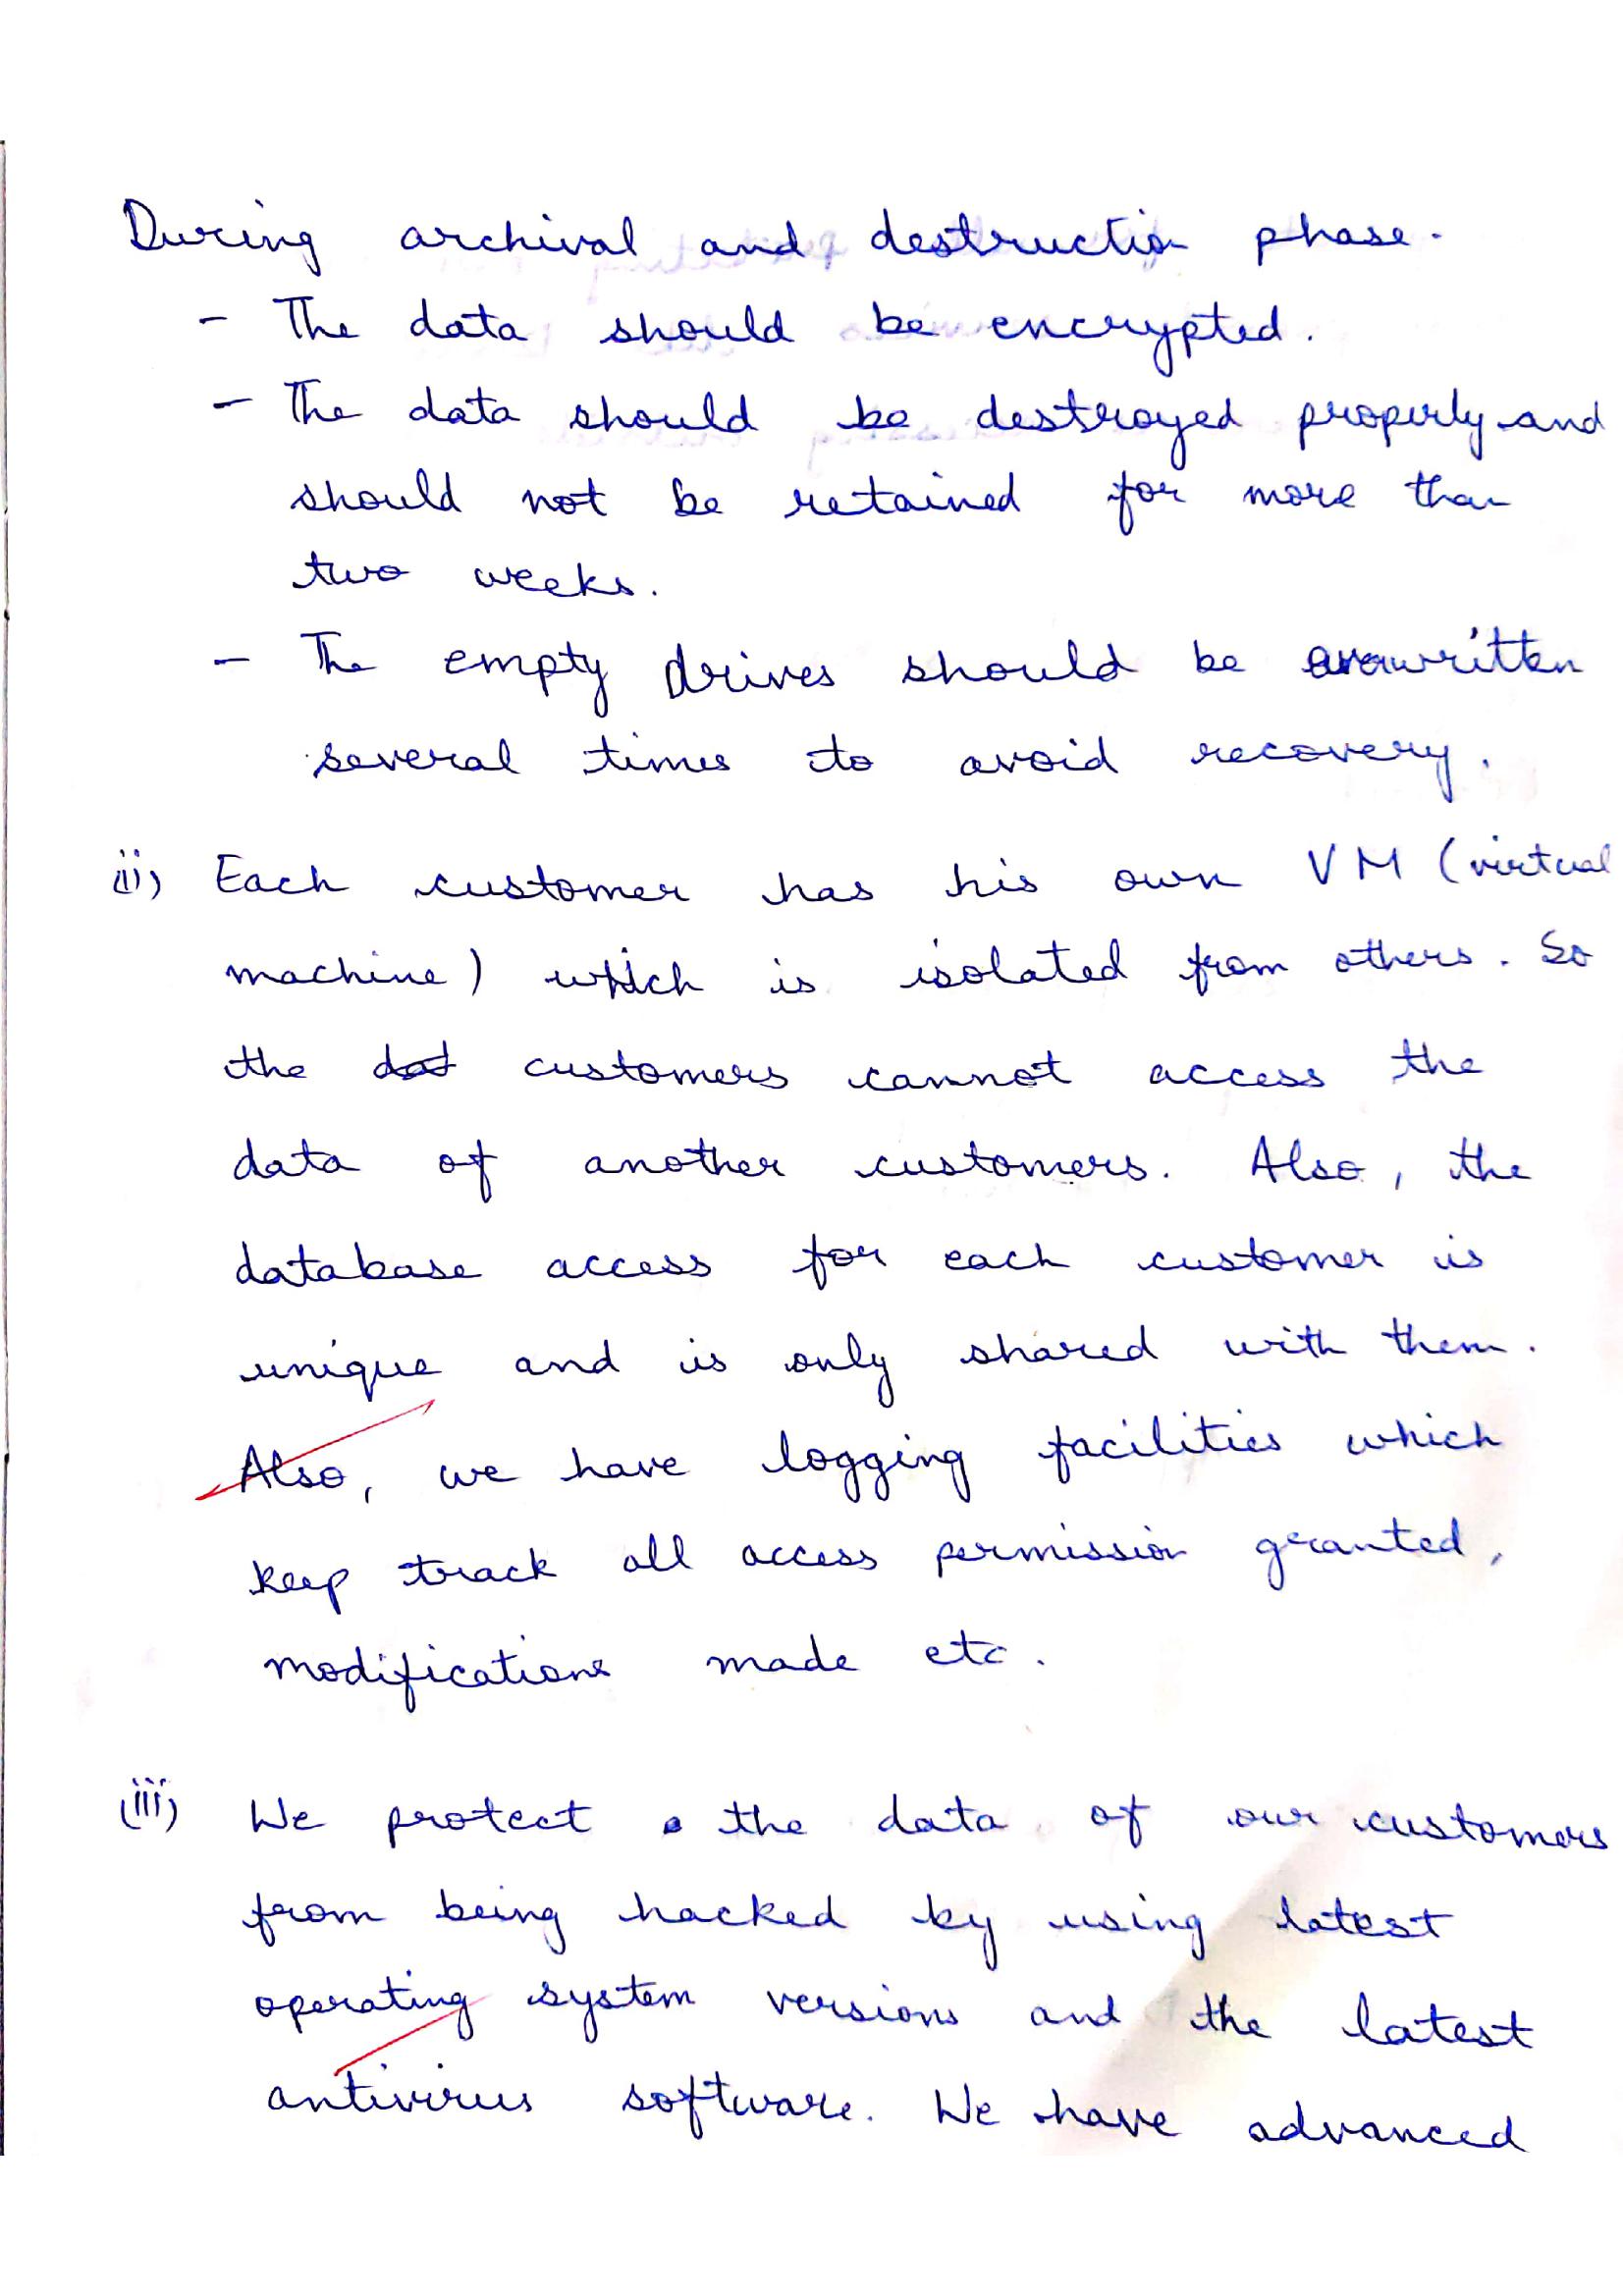 During archival and destruction phase.
- The data should be encrypted.
- The data should be destroyed properly and
should not be retained for more than
two weeks.
- The empty drives should be overwritten
several times to avoid recovery.
(ii) Each customer has his own VM (virtual
machine) which is isolated from others. So
the customers cannot access the
data of another customers. Also, the
database access for each customer is
unique and is only shared with them.
Also, we have logging facilities which
keep track all access permission granted,
modifications made etc.
(iii) We protect the data of our customers
from being hacked by using latest
operating system versions and the latest
antivirus software. We have advanced